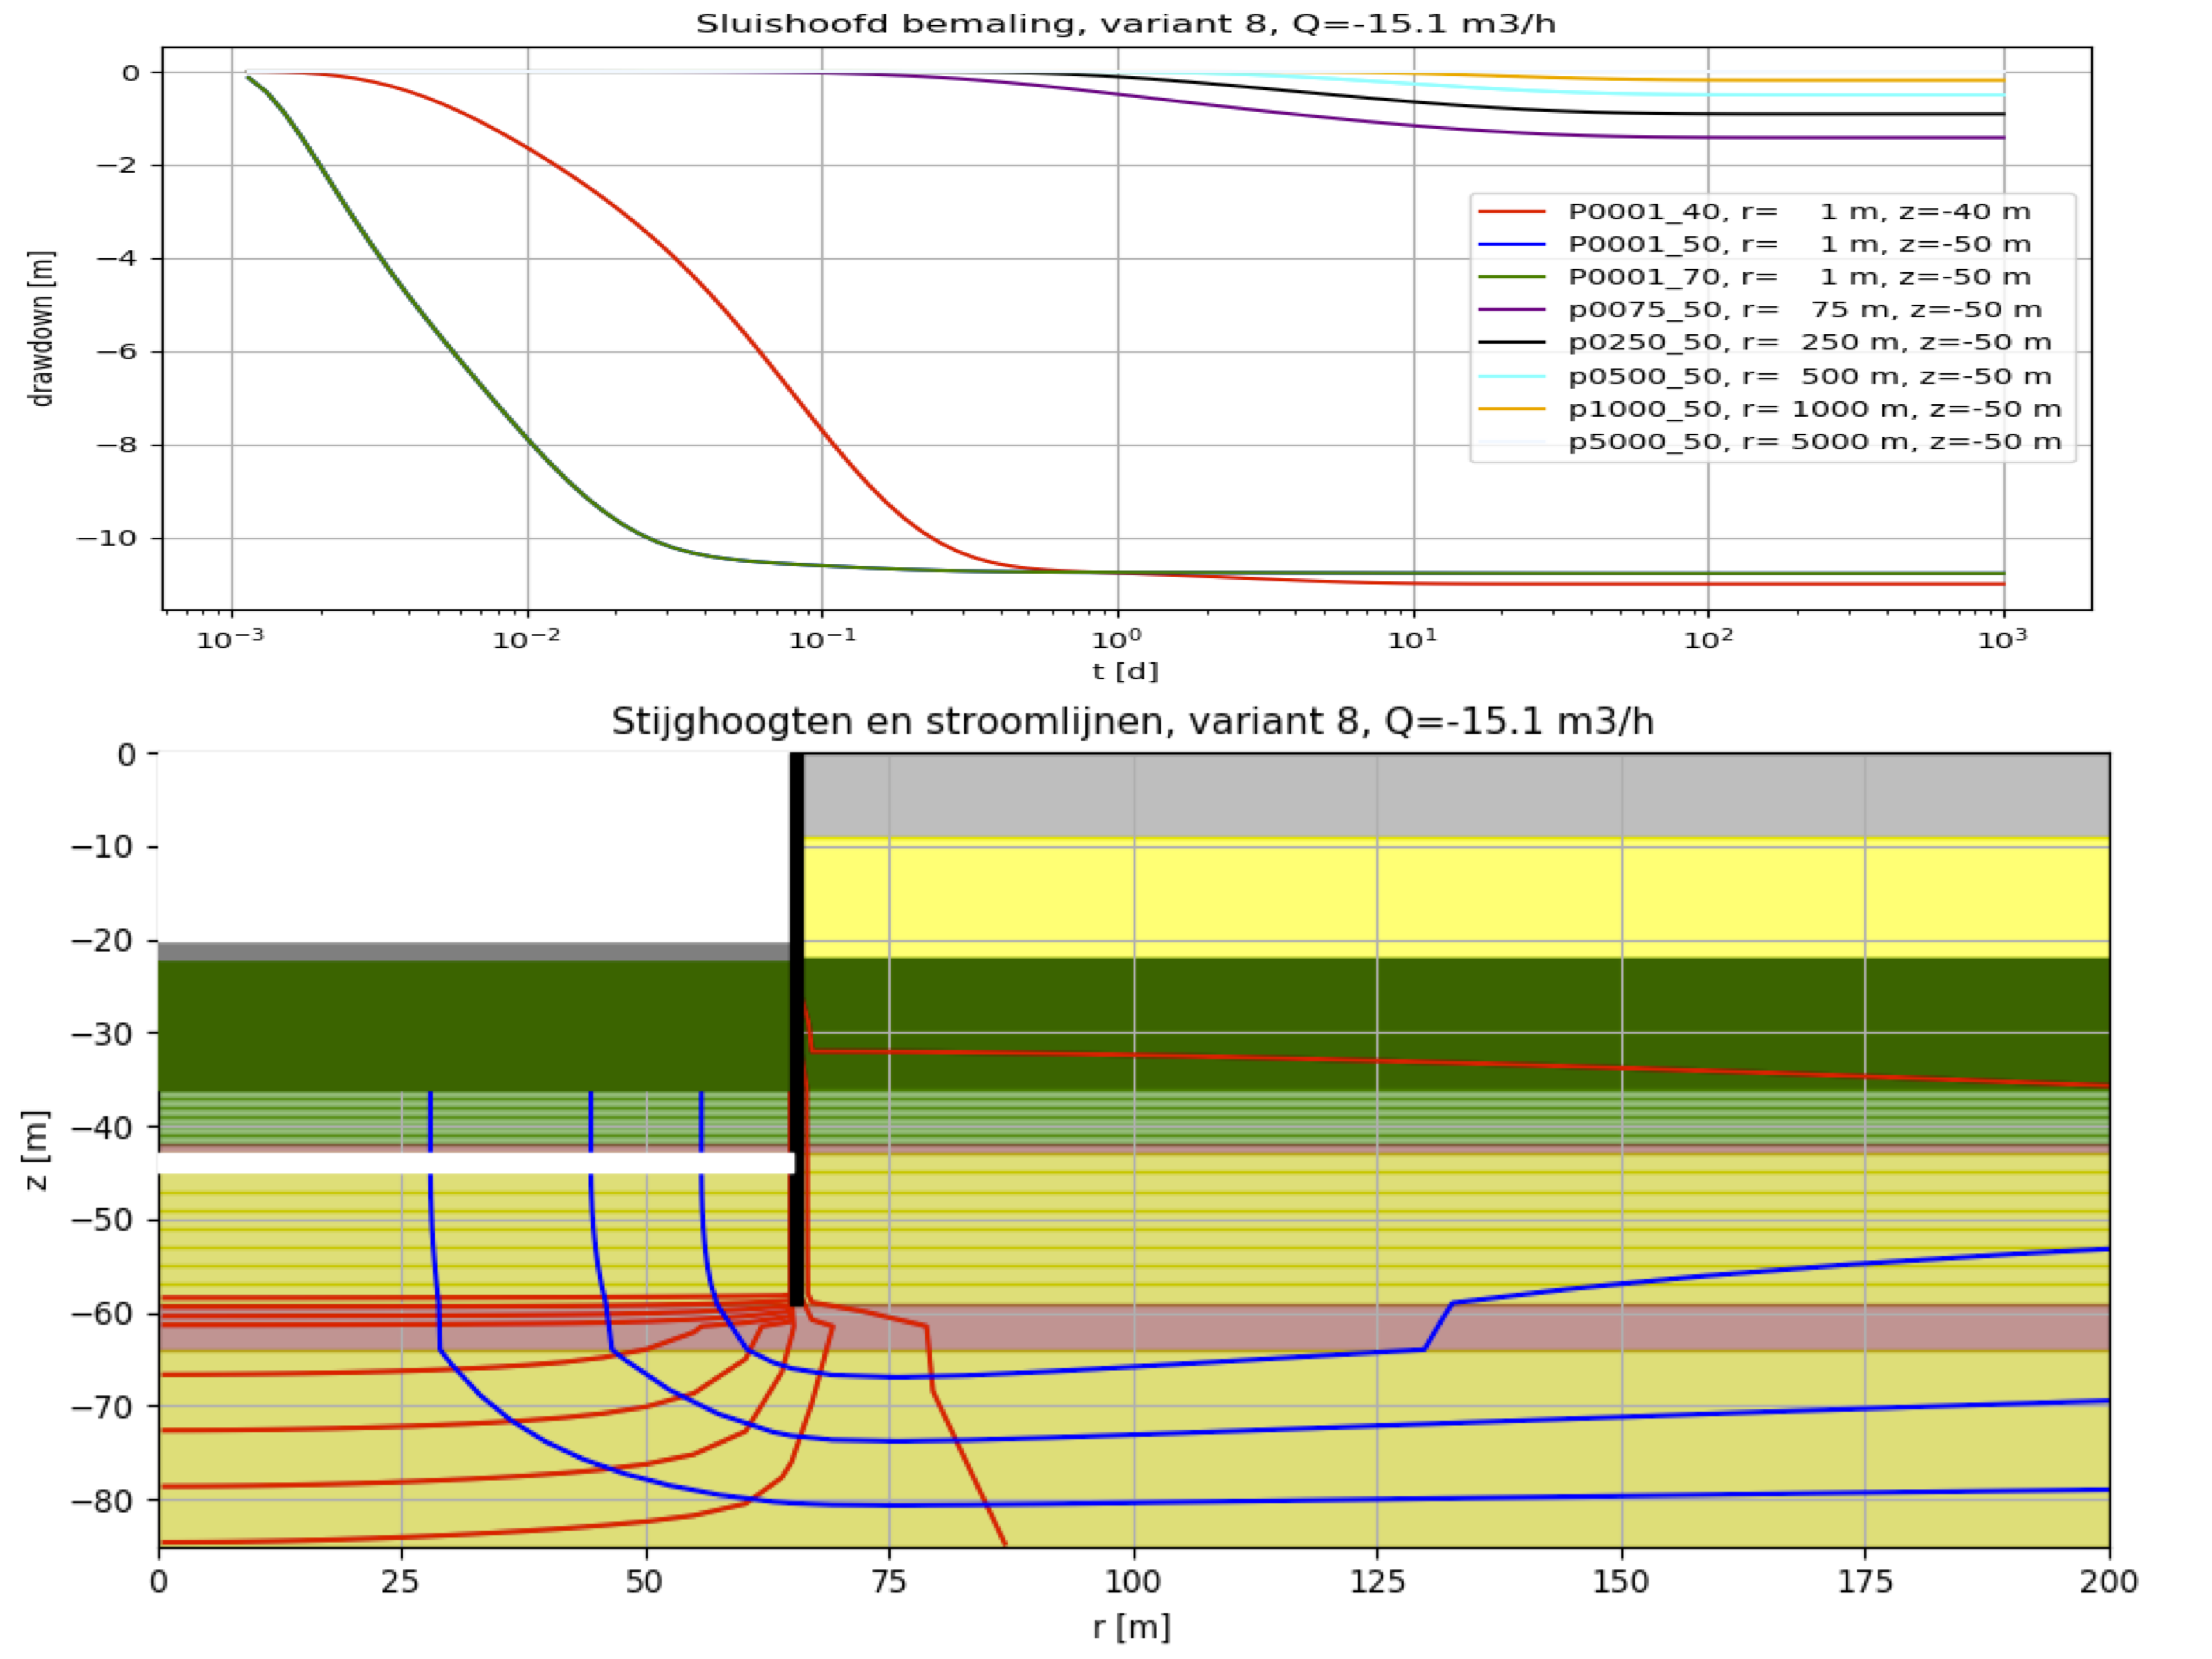 Sluishoofd bemaling, variant 8, Q=-15.1 m3/h
0
−2
−4
−6
−8
−10
drawdown [m]
P0001_40, r=    1 m, z=-40 m
P0001_50, r=    1 m, z=-50 m
P0001_70, r=    1 m, z=-50 m
p0075_50, r=   75 m, z=-50 m
p0250_50, r=  250 m, z=-50 m
p0500_50, r=  500 m, z=-50 m
p1000_50, r= 1000 m, z=-50 m
p5000_50, r= 5000 m, z=-50 m
10⁻³ 10⁻² 10⁻¹ 10⁰ 10¹ 10² 10³
t [d]
Stijghoogten en stroomlijnen, variant 8, Q=-15.1 m3/h
0
−10
−20
−30
−40
−50
−60
−70
−80
z [m]
0 25 50 75 100 125 150 175 200
r [m]